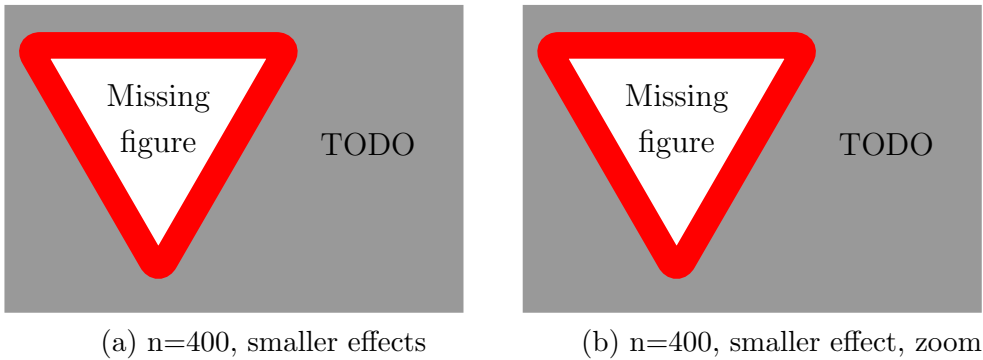 Missing
figure
TODO
Missing
figure
TODO
(a) n=400, smaller effects
(b) n=400, smaller effect, zoom